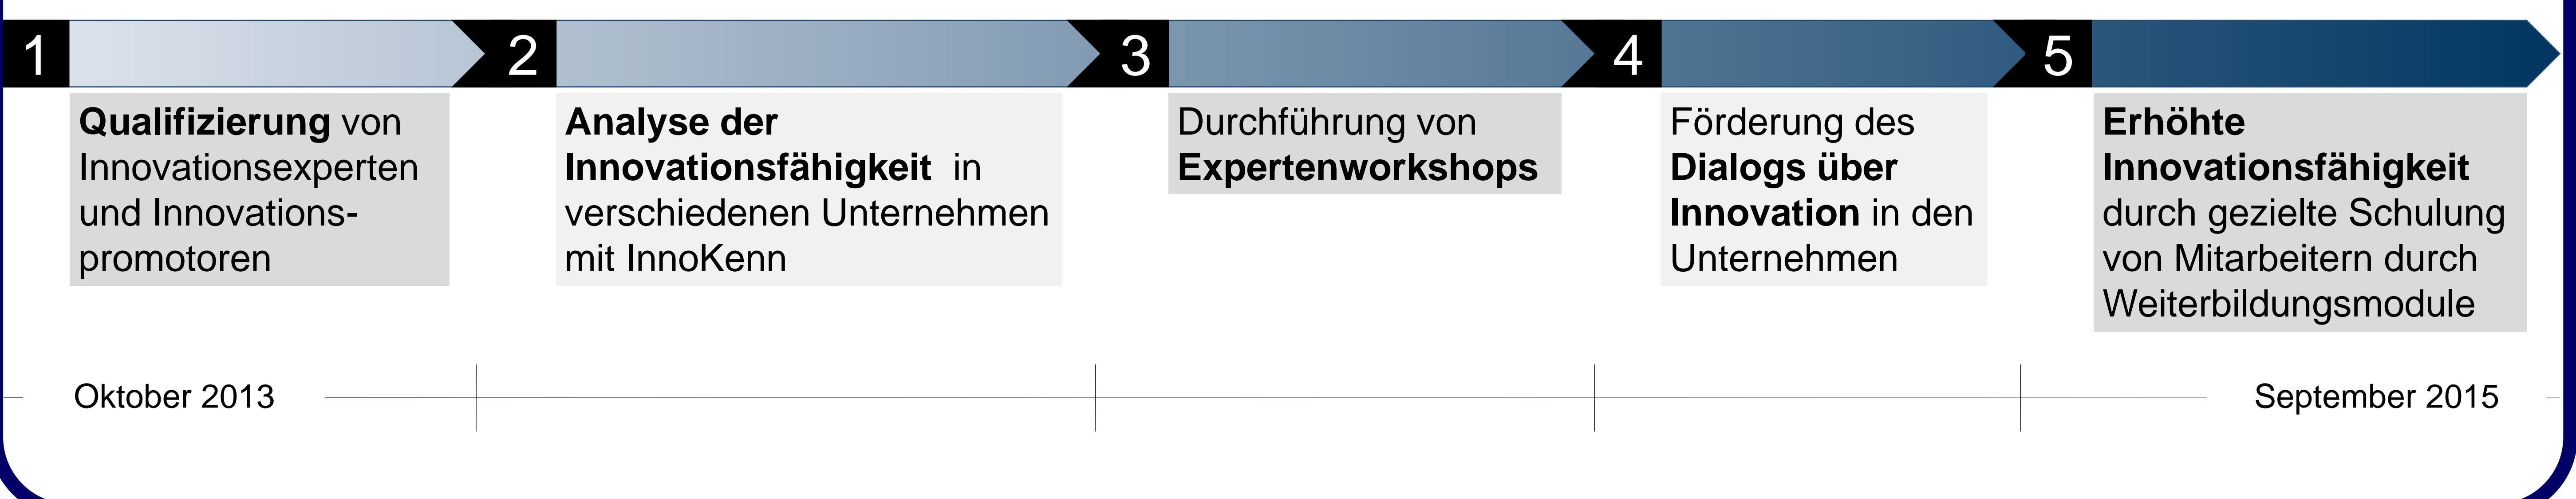 1
2
3
4
5
Qualifizierung von
Innovationsexperten
und Innovations-
promotoren
Analyse der
Innovationsfähigkeit in
verschiedenen Unternehmen
mit InnoKenn
Durchführung von
Expertenworkshops
Förderung des
Dialogs über
Innovation in den
Unternehmen
Erhöhte
Innovationsfähigkeit
durch gezielte Schulung
von Mitarbeitern durch
Weiterbildungsmodule
Oktober 2013
September 2015